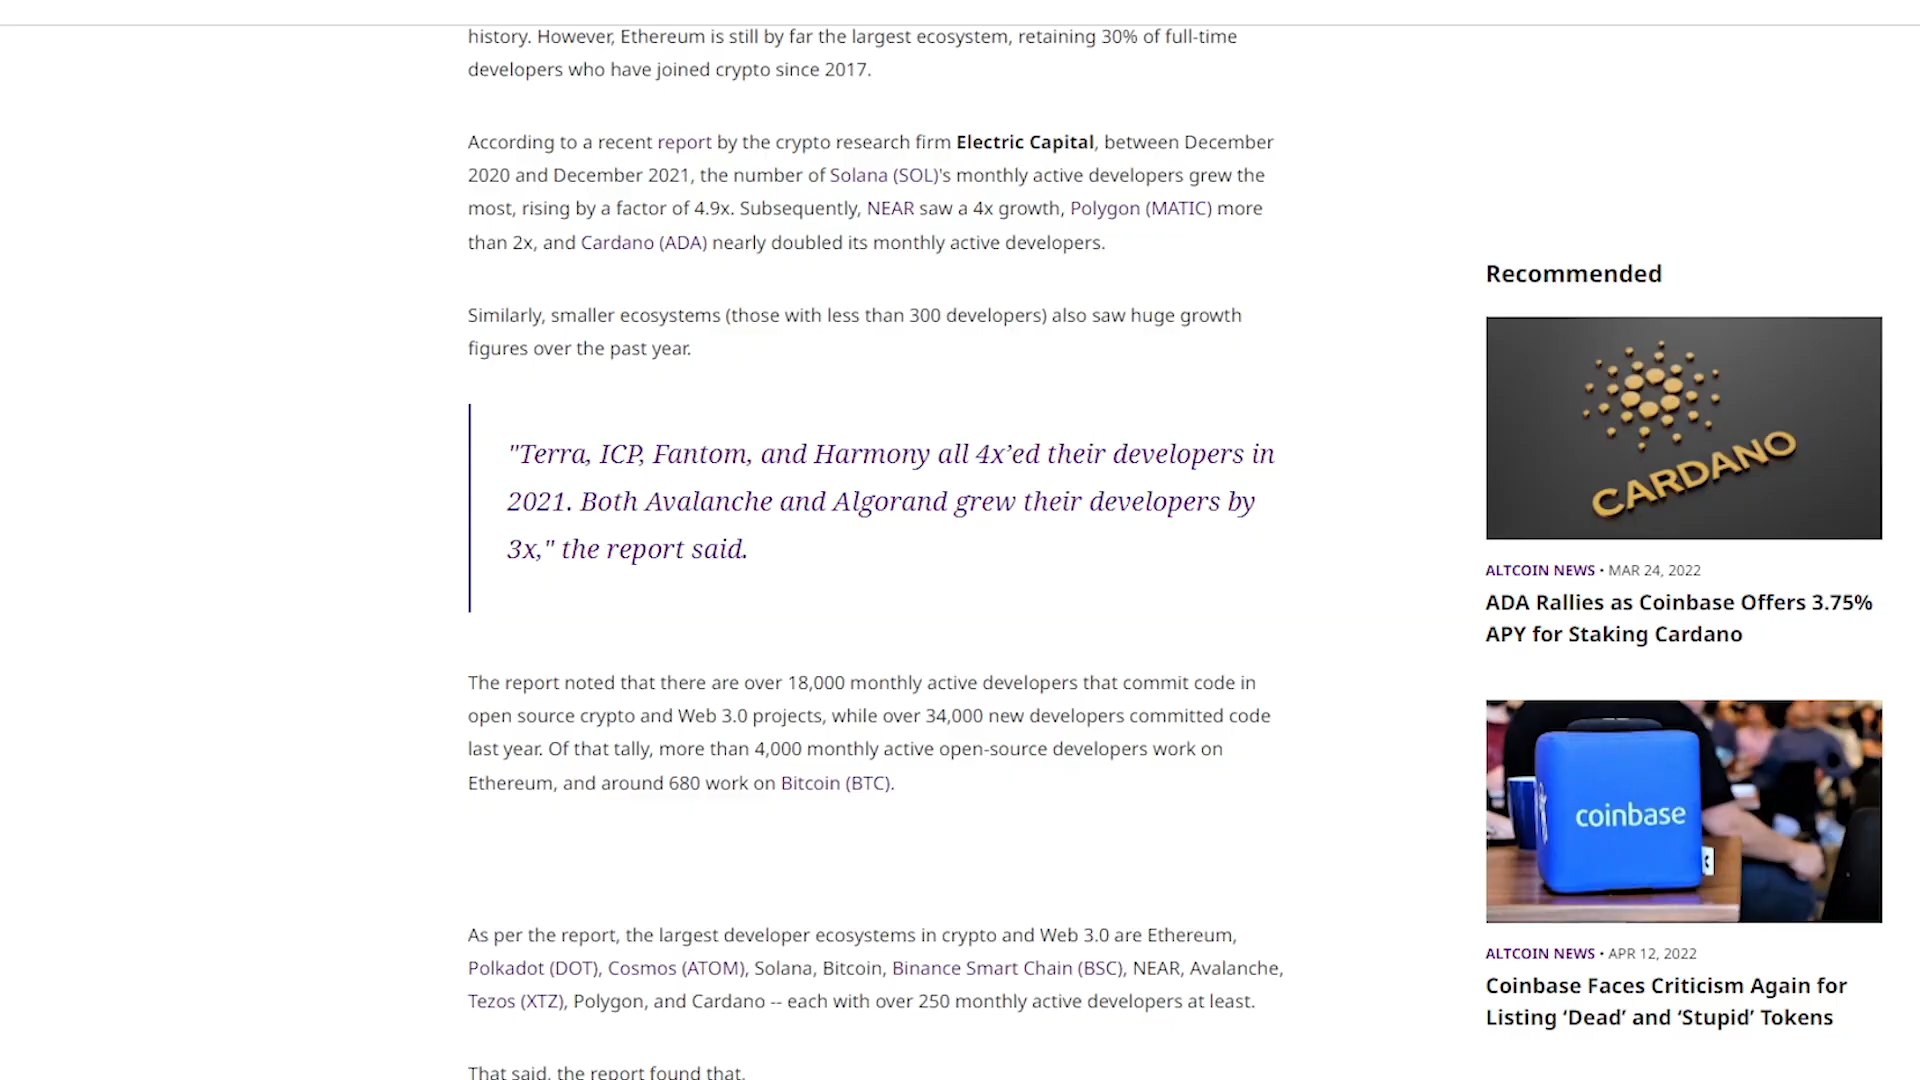 history. However, Ethereum is still by far the largest ecosystem, retaining 30% of full-time
developers who have joined crypto since 2017.
According to a recent report by the crypto research firm Electric Capital, between December
2020 and December 2021, the number of Solana (SOL)'s monthly active developers grew the
most, rising by a factor of 4.9x. Subsequently, NEAR saw a 4x growth, Polygon (MATIC) more
than 2x, and Cardano (ADA) nearly doubled its monthly active developers.
Similarly, smaller ecosystems (those with less than 300 developers) also saw huge growth
figures over the past year.
"Terra, ICP, Fantom, and Harmony all 4x’ed their developers in
2021. Both Avalanche and Algorand grew their developers by
3x," the report said.
The report noted that there are over 18,000 monthly active developers that commit code in
open source crypto and Web 3.0 projects, while over 34,000 new developers committed code
last year. Of that tally, more than 4,000 monthly active open-source developers work on
Ethereum, and around 680 work on Bitcoin (BTC).
As per the report, the largest developer ecosystems in crypto and Web 3.0 are Ethereum,
Polkadot (DOT), Cosmos (ATOM), Solana, Bitcoin, Binance Smart Chain (BSC), NEAR, Avalanche,
Tezos (XTZ), Polygon, and Cardano -- each with over 250 monthly active developers at least.
That said, the report found that,
Recommended
CARDANO
ALTCOIN NEWS • MAR 24, 2022
ADA Rallies as Coinbase Offers 3.75%
APY for Staking Cardano
coinbase
ALTCOIN NEWS • APR 12, 2022
Coinbase Faces Criticism Again for
Listing ‘Dead’ and ‘Stupid’ Tokens